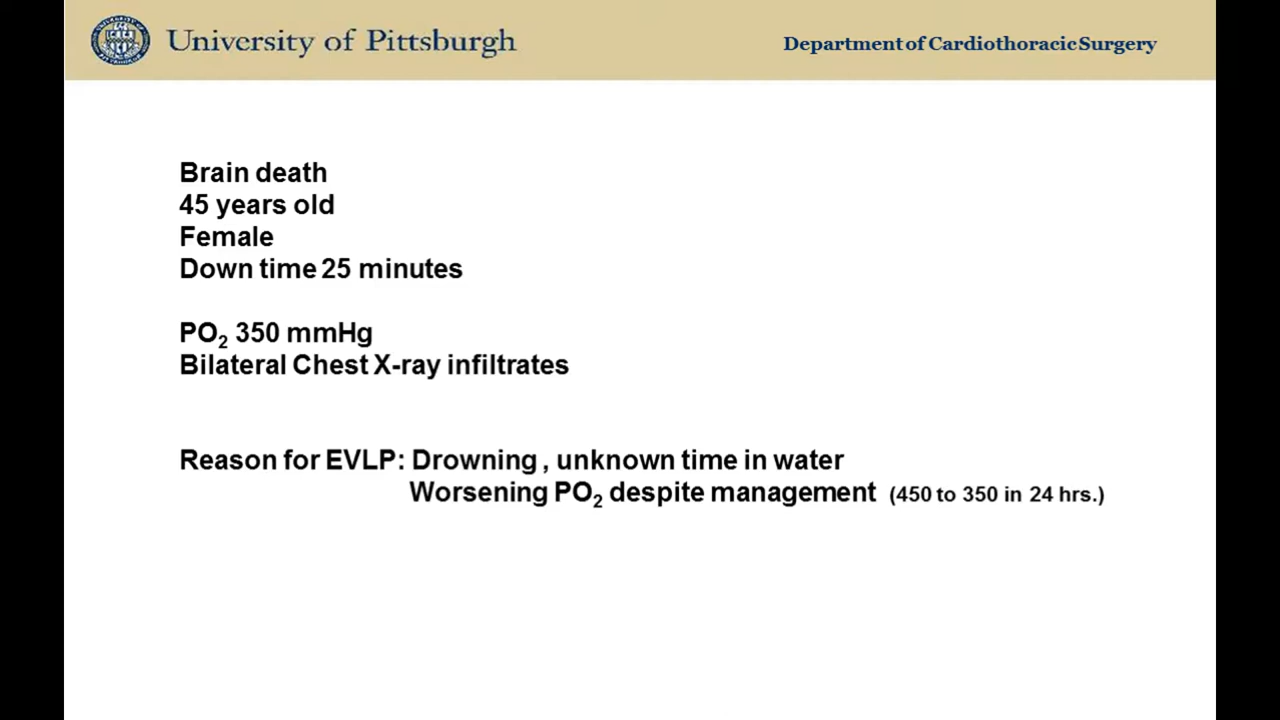 University of Pittsburgh
Department of Cardiothoracic Surgery
Brain death
45 years old
Female
Down time 25 minutes
PO₂ 350 mmHg
Bilateral Chest X-ray infiltrates
Reason for EVLP: Drowning , unknown time in water
Worsening PO₂ despite management (450 to 350 in 24 hrs.)